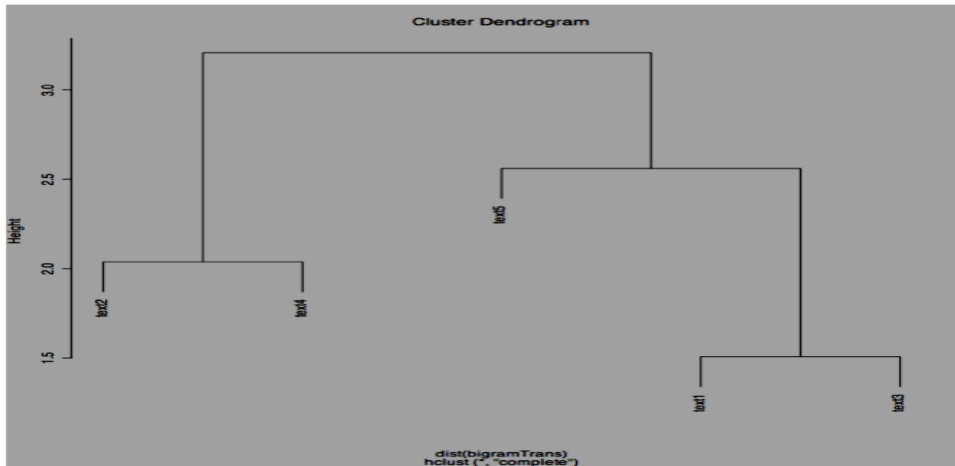 Cluster Dendrogram
3.0
2.5
2.0
1.5
Height
text5
text2
text4
text1
text3
dist(bigramTrans)
hclust (*, "complete")